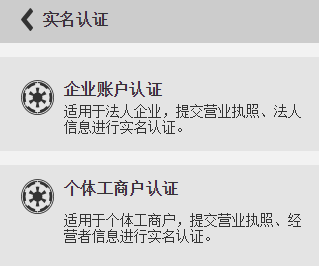 实名认证
企业账户认证
适用于法人企业，提交营业执照、法人
信息进行实名认证。
个体工商户认证
适用于个体工商户，提交营业执照、经
营者信息进行实名认证。